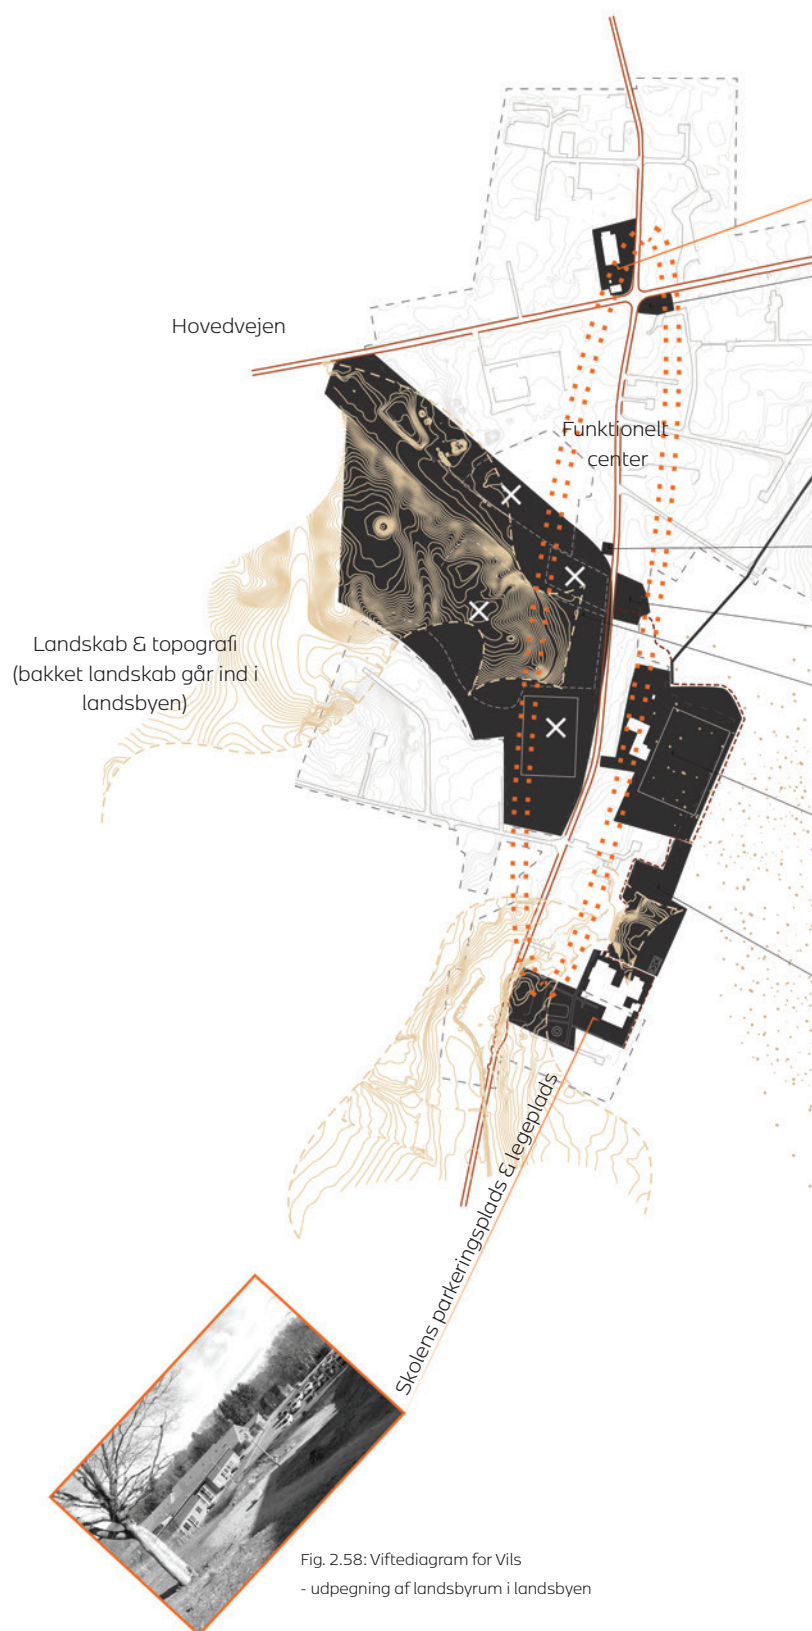 Hovedvejen
Funktionelt
center
Landskab & topografi
(bakket landskab går ind i
landsbyen)
Skolens parkeringsplads & legeplads
Fig. 2.58: Viftediagram for Vils
- udpegning af landsbyrum i landsbyen